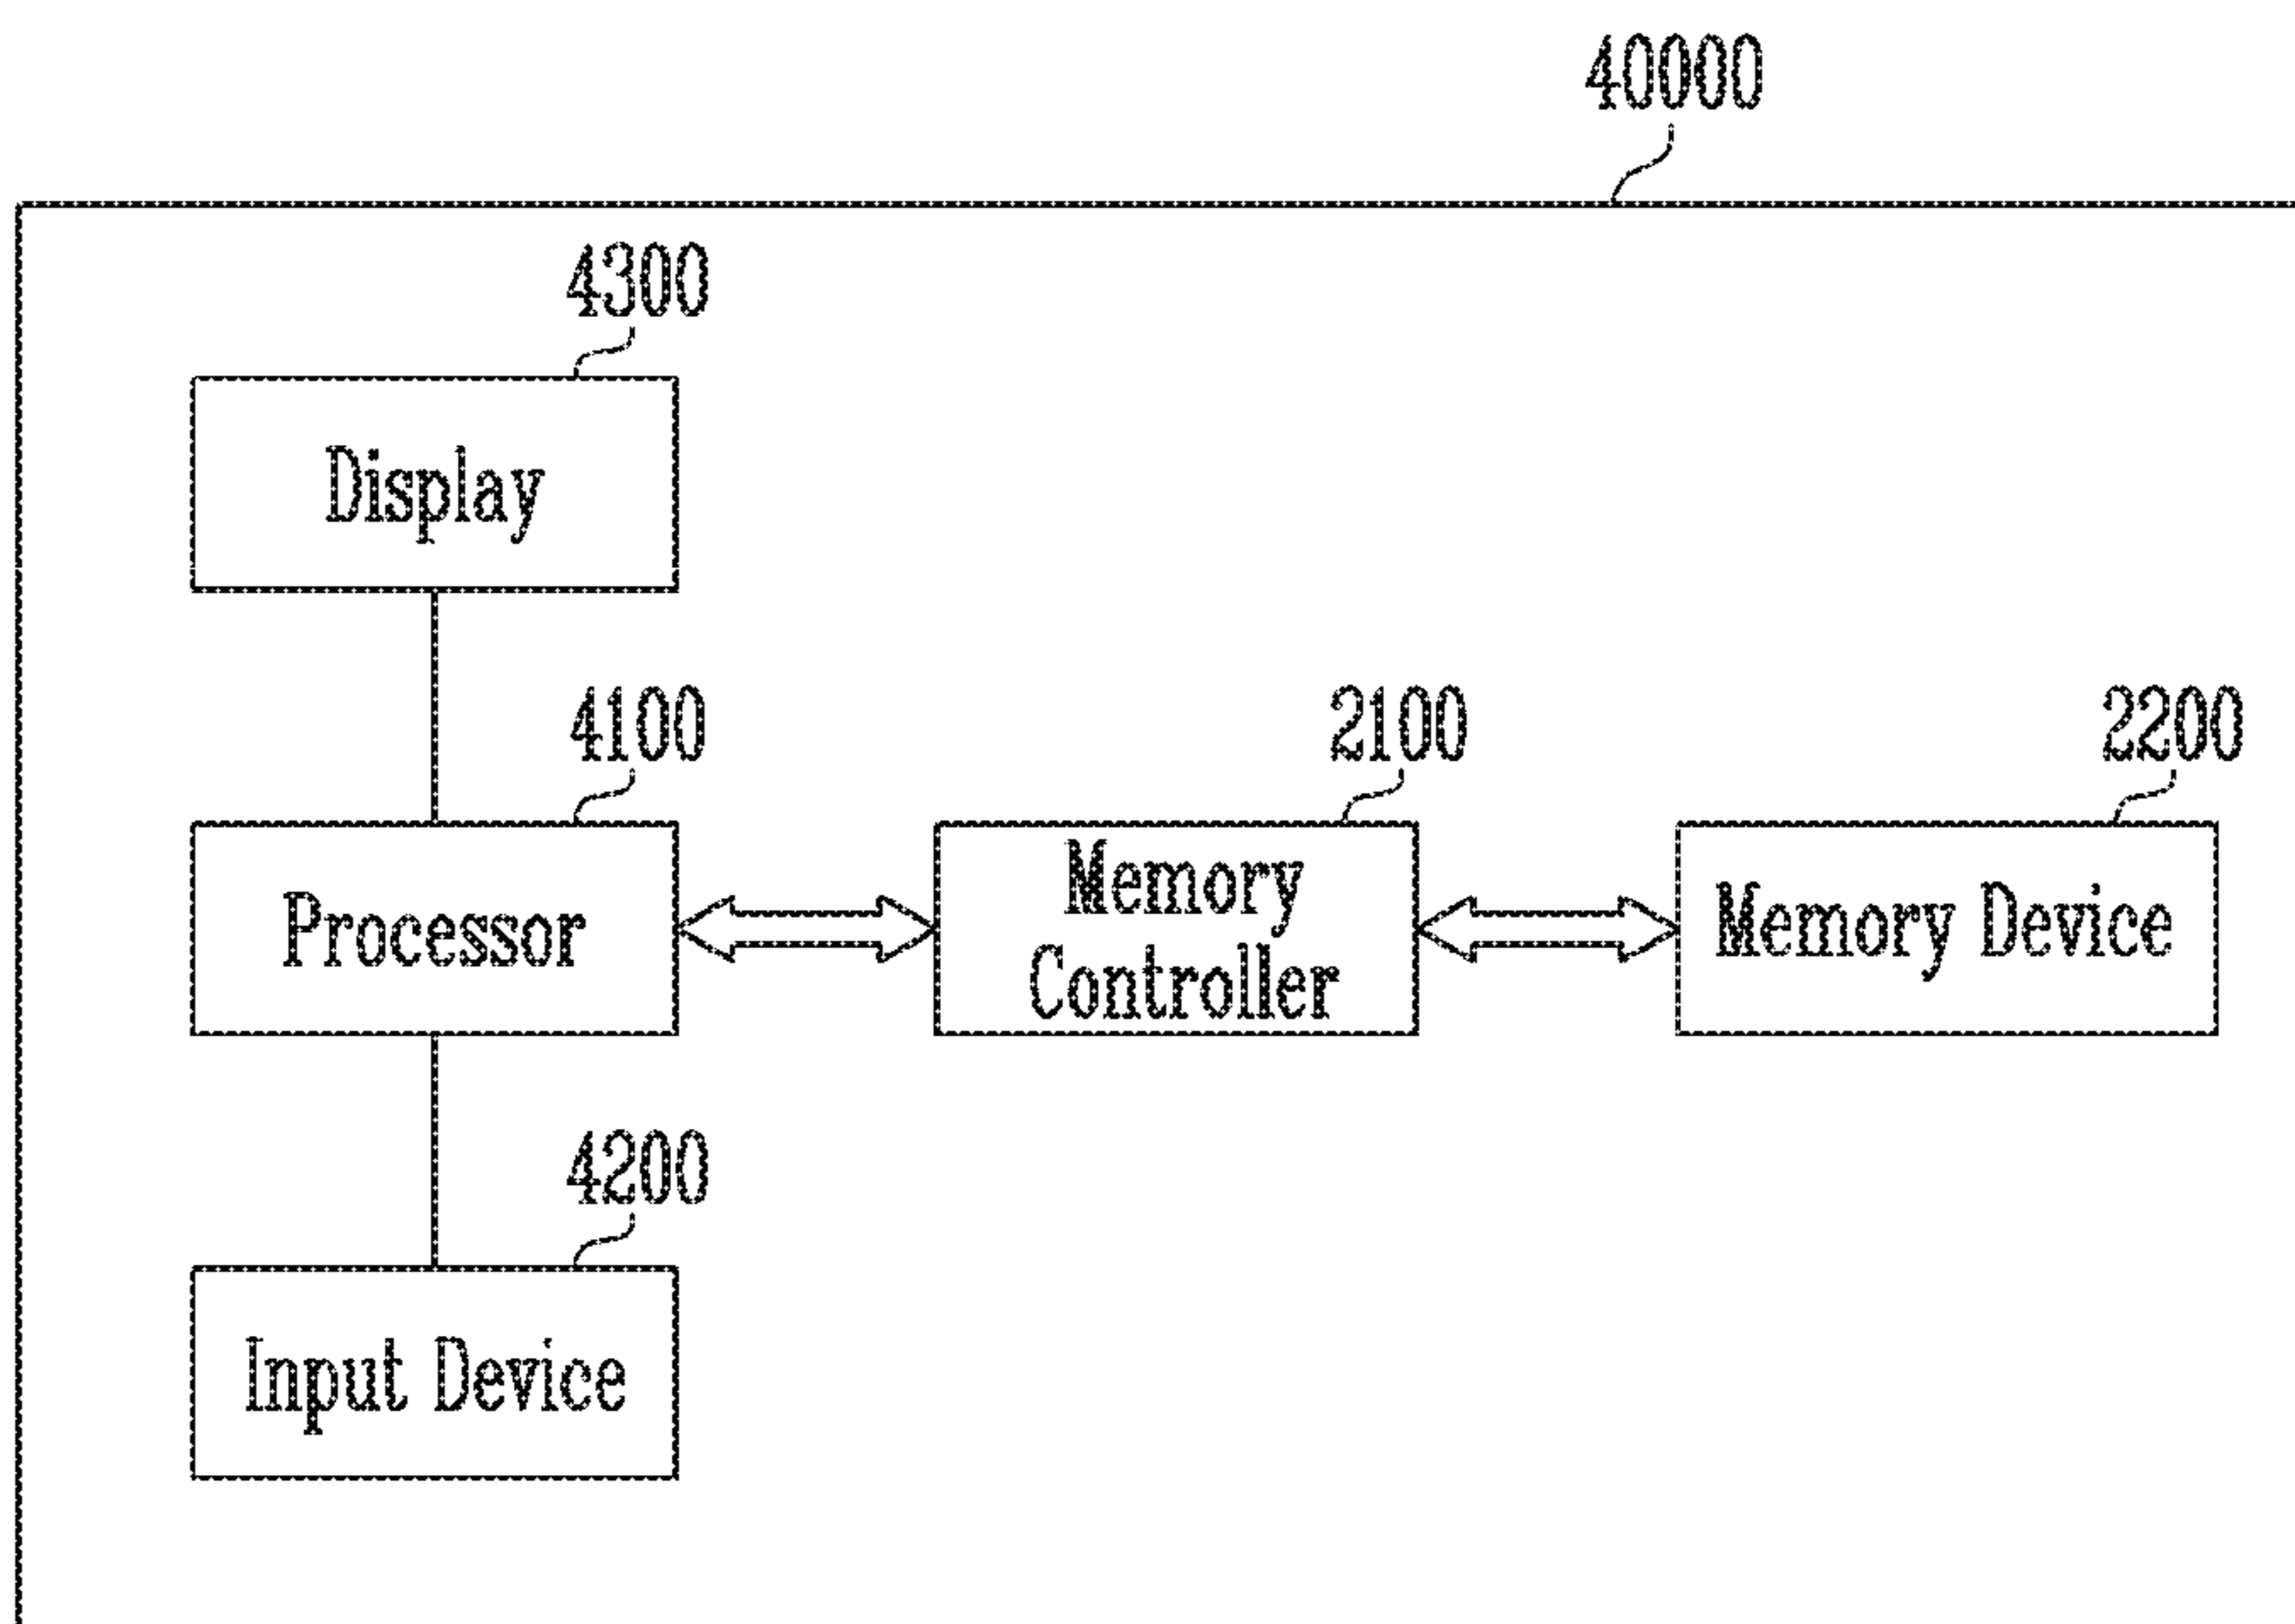 40000
4300
Display
4100
2100
2200
Processor
Memory
Controller
Memory Device
4200
Input Device